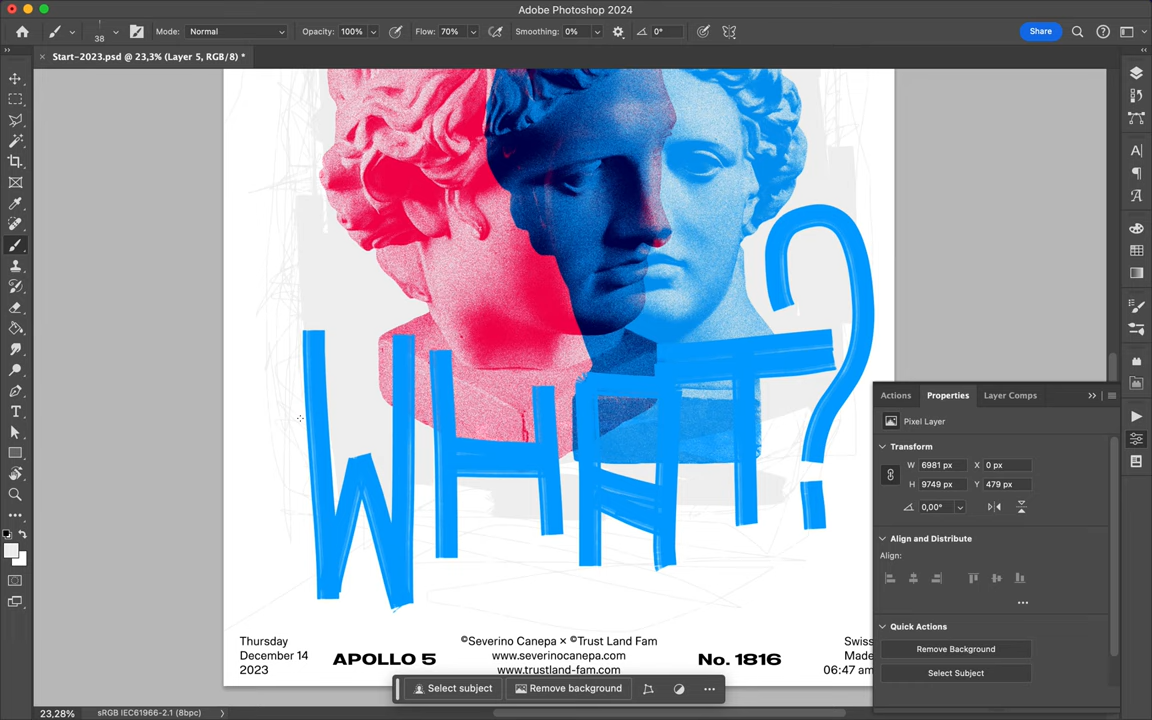 Adobe Photoshop 2024
38
Mode: Normal
Opacity: 100%
Flow: 70%
Smoothing: 0%
0°
Share
Start-2023.psd @ 23,3% (Layer 5, RGB/8) *
WHAT?
Thursday
December 14
2023
APOLLO 5
©Severino Canepa × ©Trust Land Fam
www.severinocanepa.com
www.trustland-fam.com
No. 1816
Swiss
Made
06:47 am
Actions
Properties
Layer Comps
Pixel Layer
Transform
W 6981 px
X 0 px
H 9749 px
Y 479 px
0,00°
Align and Distribute
Align:
Quick Actions
Remove Background
Select Subject
Select subject
Remove background
23,28%
sRGB IEC61966-2.1 (8bpc)